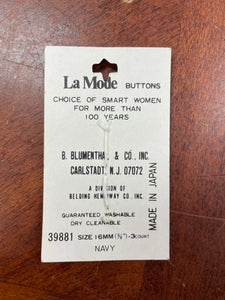 La Mode BUTTONS
CHOICE OF SMART WOMEN
FOR MORE THAN
100 YEARS
B. BLUMENTHAL & CO., INC.
CARLSTADT, N.J. 07072
A DIVISION OF
BELDING HEMINWAY CO., INC.
GUARANTEED WASHABLE
DRY CLEANABLE
MADE IN JAPAN
39881 SIZE 16MM (⅝") - 3 COUNT
NAVY